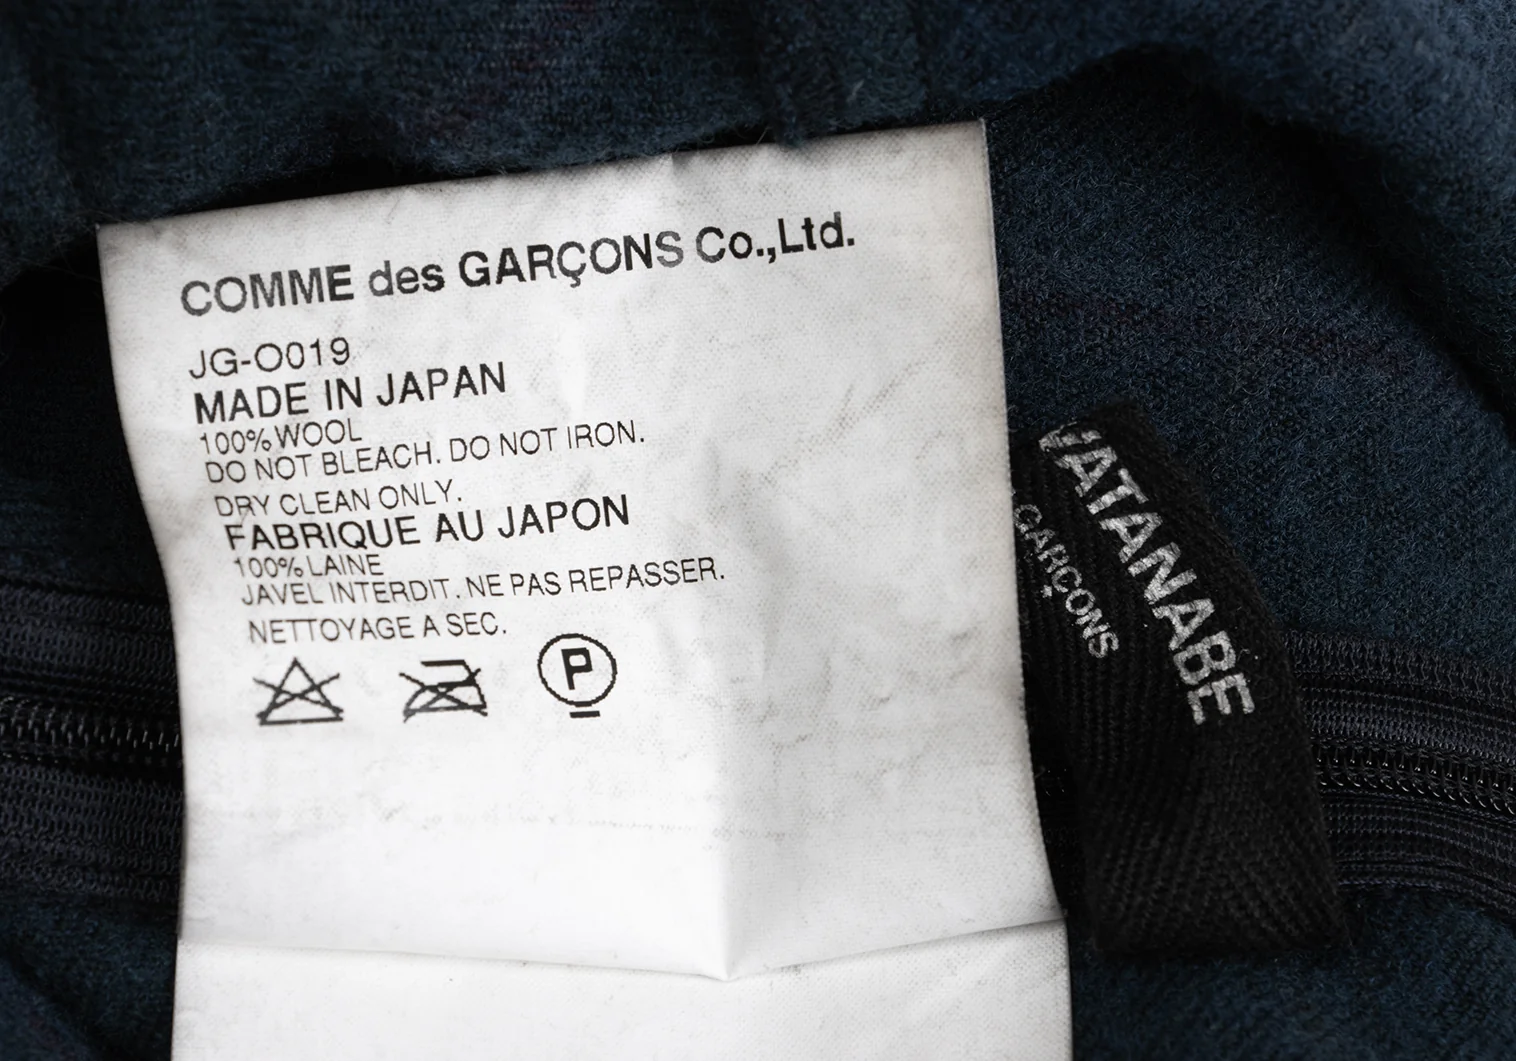 COMME des GARÇONS Co.,Ltd.
JG-O019
MADE IN JAPAN
100% WOOL
DO NOT BLEACH. DO NOT IRON.
DRY CLEAN ONLY.
FABRIQUE AU JAPON
100% LAINE
JAVEL INTERDIT. NE PAS REPASSER.
NETTOYAGE A SEC.
P
WATANABE
GARÇONS